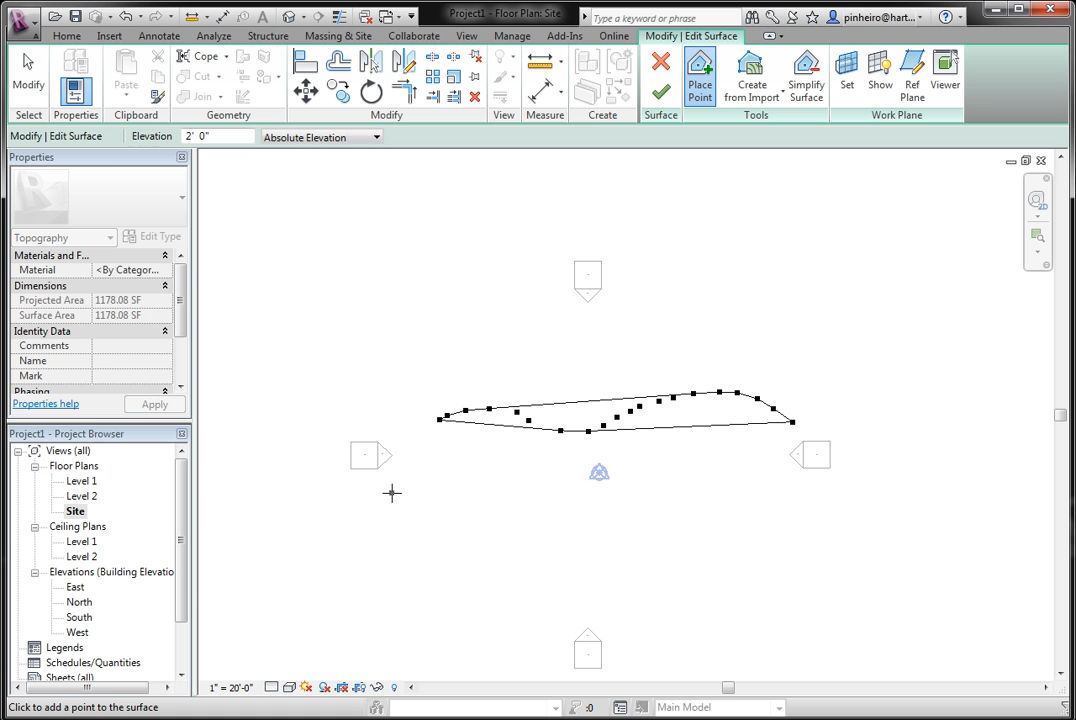 Project1 - Floor Plan: Site
Type a keyword or phrase
pinheiro@hart...
Home Insert Annotate Analyze Structure Massing & Site Collaborate View Manage Add-Ins Online Modify | Edit Surface
Modify
Paste
Cope
Cut
Join
Place Point
Create from Import
Simplify Surface
Set
Show
Ref Plane
Viewer
Select Properties Clipboard Geometry Modify View Measure Create Surface Tools Work Plane
Modify | Edit Surface Elevation 2' 0" Absolute Elevation
Properties
Topography
Edit Type
Materials and F...
Material <By Categor...
Dimensions
Projected Area 1178.08 SF
Surface Area 1178.08 SF
Identity Data
Comments
Name
Mark
Phasing
Properties help Apply
Project1 - Project Browser
Views (all)
Floor Plans
Level 1
Level 2
Site
Ceiling Plans
Level 1
Level 2
Elevations (Building Elevatio
East
North
South
West
Legends
Schedules/Quantities
Sheets (all)
1" = 20'-0"
Click to add a point to the surface
:0
Main Model